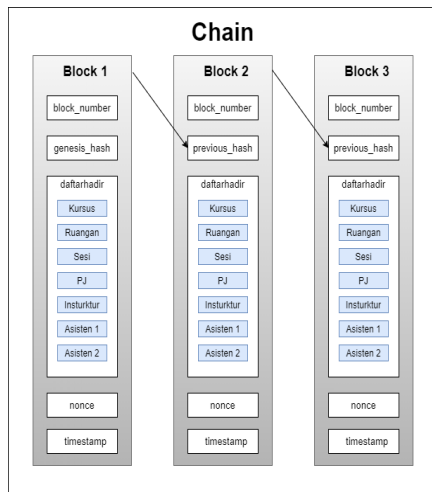 Chain
Block 1
block_number
genesis_hash
daftarhadir
Kursus
Ruangan
Sesi
PJ
Insturktur
Asisten 1
Asisten 2
nonce
timestamp
Block 2
block_number
previous_hash
daftarhadir
Kursus
Ruangan
Sesi
PJ
Insturktur
Asisten 1
Asisten 2
nonce
timestamp
Block 3
block_number
previous_hash
daftarhadir
Kursus
Ruangan
Sesi
PJ
Insturktur
Asisten 1
Asisten 2
nonce
timestamp